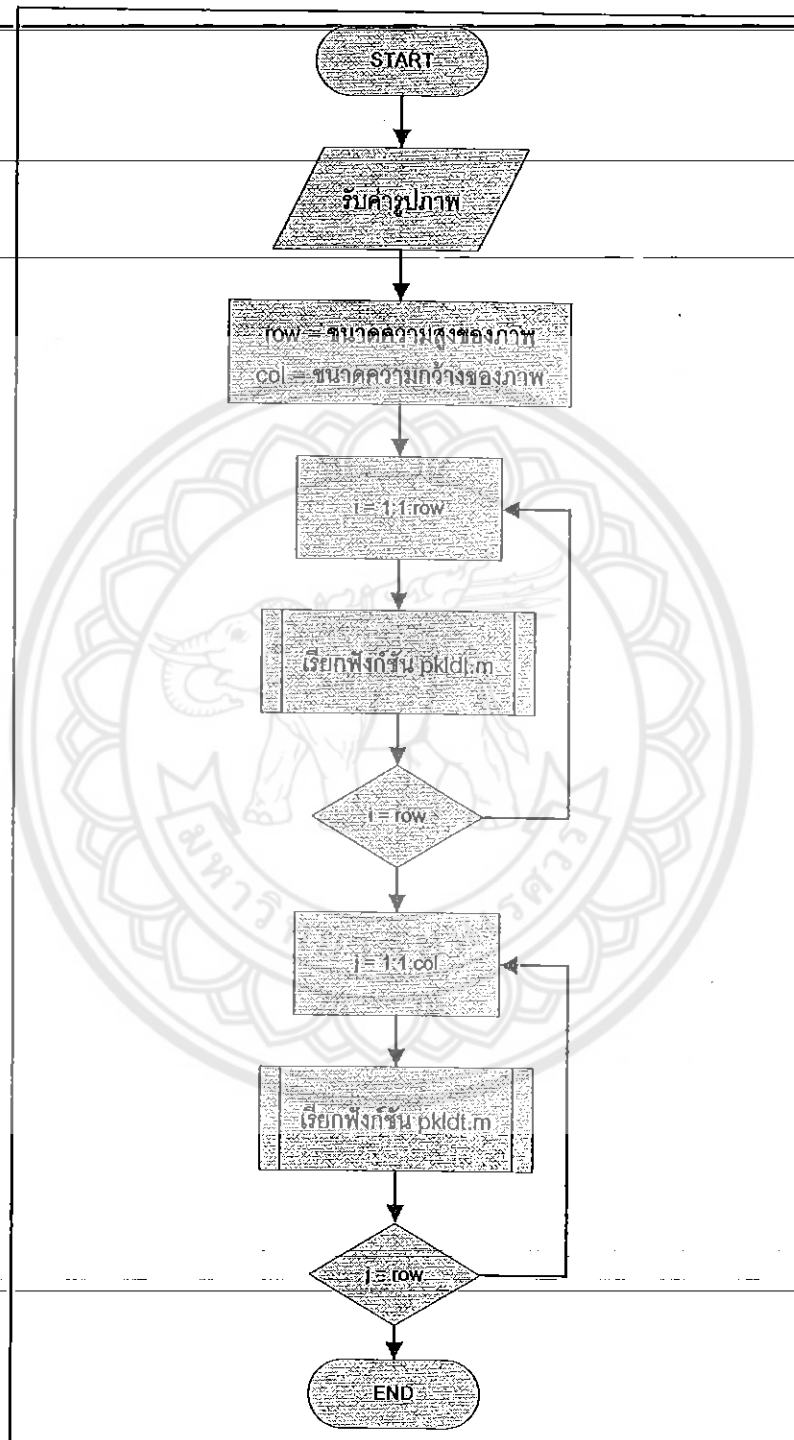 START
รับค่ารูปภาพ
row = ขนาดความสูงของภาพ
col = ขนาดความกว้างของภาพ
i = 1:1:row
เรียกฟังก์ชัน pkldt.m
i = row
j = 1:1:col
เรียกฟังก์ชัน pkldt.m
j = row
END